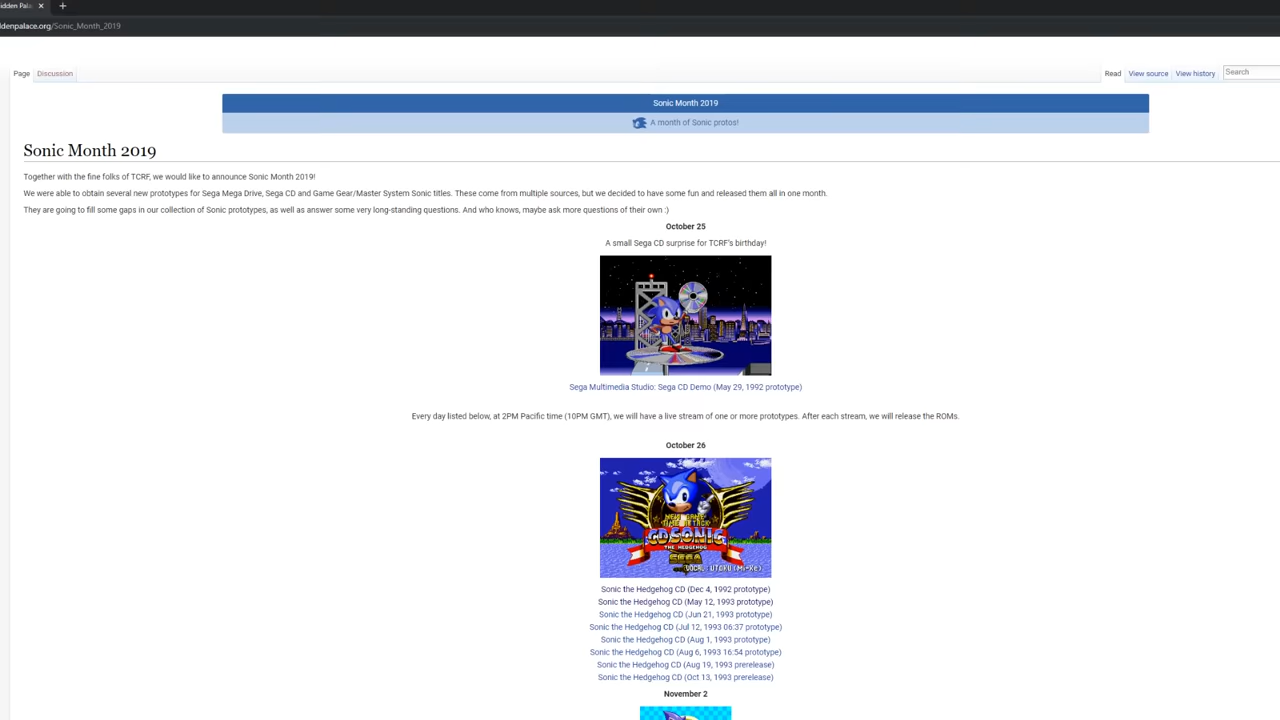 idden Pala
ldenpalace.org/Sonic_Month_2019
Page Discussion Read View source View history Search
Sonic Month 2019
A month of Sonic protos!
Sonic Month 2019
Together with the fine folks of TCRF, we would like to announce Sonic Month 2019!
We were able to obtain several new prototypes for Sega Mega Drive, Sega CD and Game Gear/Master System Sonic titles. These come from multiple sources, but we decided to have some fun and released them all in one month.
They are going to fill some gaps in our collection of Sonic prototypes, as well as answer some very long-standing questions. And who knows, maybe ask more questions of their own :)
October 25
A small Sega CD surprise for TCRF's birthday!
Sega Multimedia Studio: Sega CD Demo (May 29, 1992 prototype)
Every day listed below, at 2PM Pacific time (10PM GMT), we will have a live stream of one or more prototypes. After each stream, we will release the ROMs.
October 26
NEW GAME
TIME ATTACK
CD SONIC
THE HEDGEHOG
SEGA
VOCAL: UTAKU(Mi-Ke)
Sonic the Hedgehog CD (Dec 4, 1992 prototype)
Sonic the Hedgehog CD (May 12, 1993 prototype)
Sonic the Hedgehog CD (Jun 21, 1993 prototype)
Sonic the Hedgehog CD (Jul 12, 1993 06:37 prototype)
Sonic the Hedgehog CD (Aug 1, 1993 prototype)
Sonic the Hedgehog CD (Aug 6, 1993 16:54 prototype)
Sonic the Hedgehog CD (Aug 19, 1993 prerelease)
Sonic the Hedgehog CD (Oct 13, 1993 prerelease)
November 2